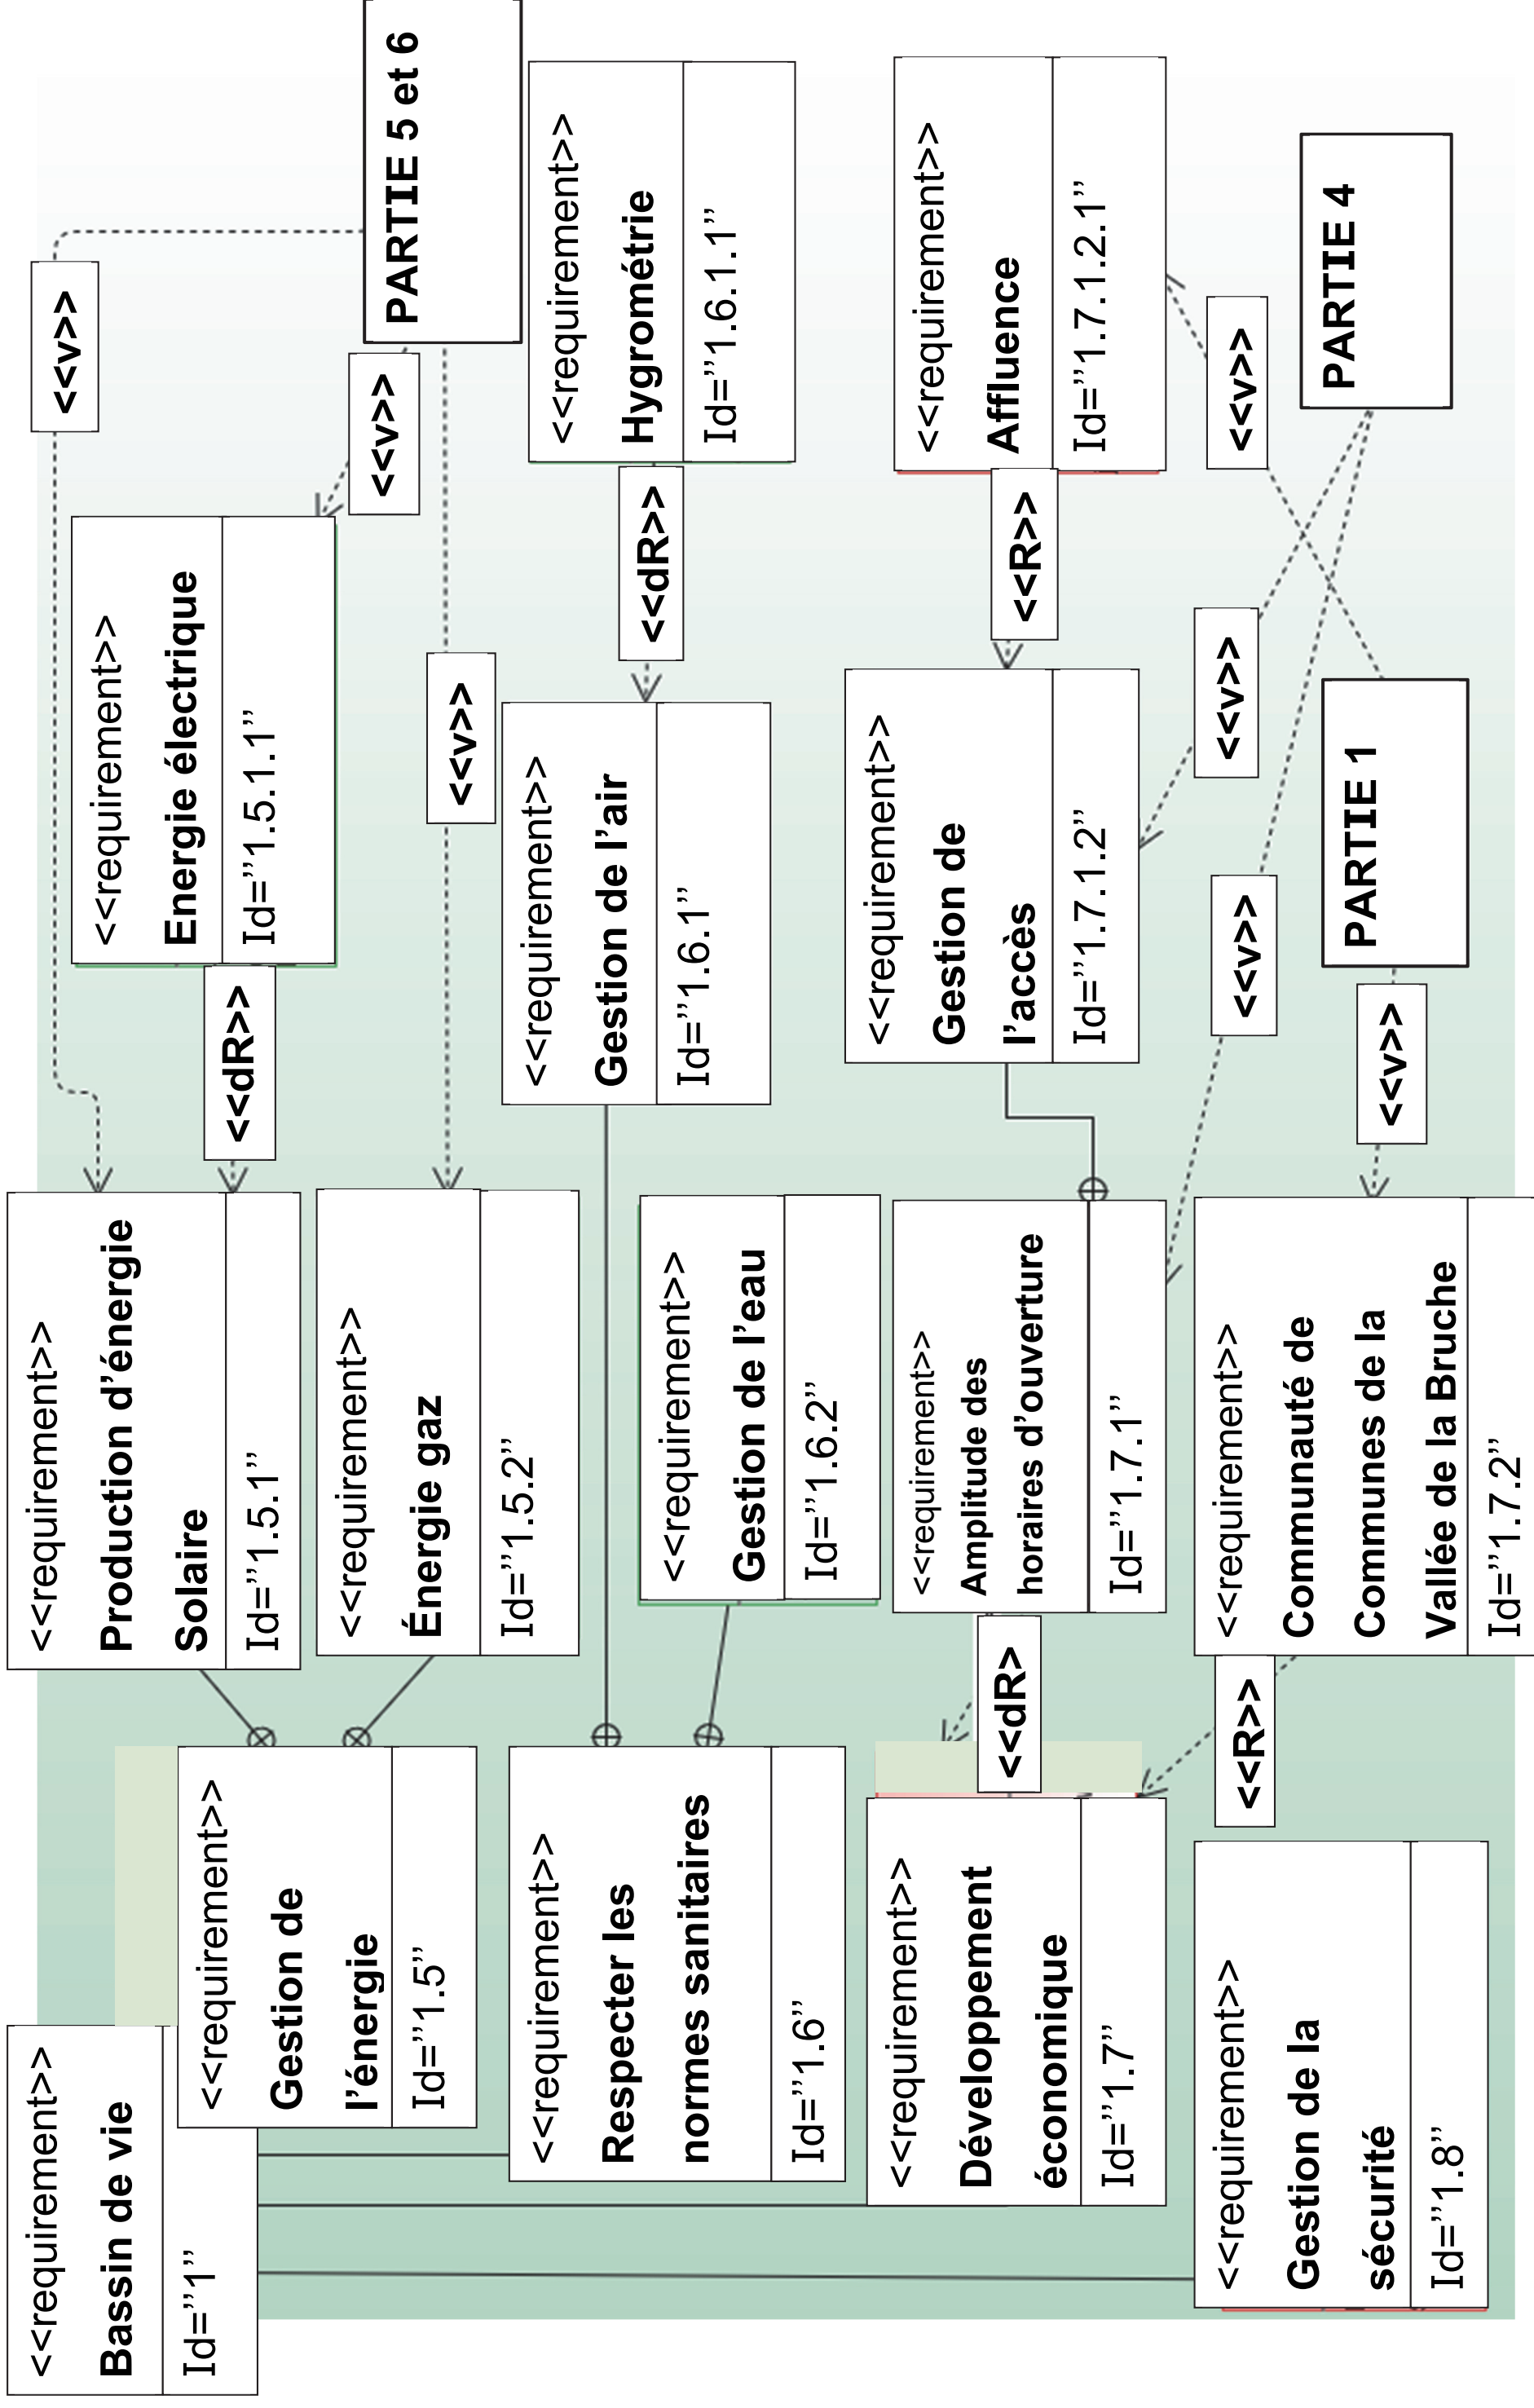 <<requirement>>
Bassin de vie
Id=”1”
<<requirement>>
Gestion de
l’énergie
Id=”1.5”
<<requirement>>
Respecter les
normes sanitaires
Id=”1.6”
<<requirement>>
Développement
économique
Id=”1.7”
<<requirement>>
Gestion de la
sécurité
Id=”1.8”
<<requirement>>
Production d’énergie
Solaire
Id=”1.5.1”
<<requirement>>
Énergie gaz
Id=”1.5.2”
<<requirement>>
Gestion de l’eau
Id=”1.6.2”
<<dR>
<<requirement>>
Amplitude des
horaires d’ouverture
Id=”1.7.1”
<<R>>
<<requirement>>
Communauté de
Communes de la
Vallée de la Bruche
Id=”1.7.2”
<<dR>>
<<requirement>>
Energie électrique
Id=”1.5.1.1”
<<v>>
<<requirement>>
Gestion de l’air
Id=”1.6.1”
<<requirement>>
Gestion de
l’accès
Id=”1.7.1.2”
<<v>>
<<v>>
PARTIE 1
<<v>>
<<v>>
<<v>>
PARTIE 5 et 6
<<dR>>
<<requirement>>
Hygrométrie
Id=”1.6.1.1”
<<R>>
<<requirement>>
Affluence
Id=”1.7.1.2.1”
<<v>>
<<v>>
PARTIE 4